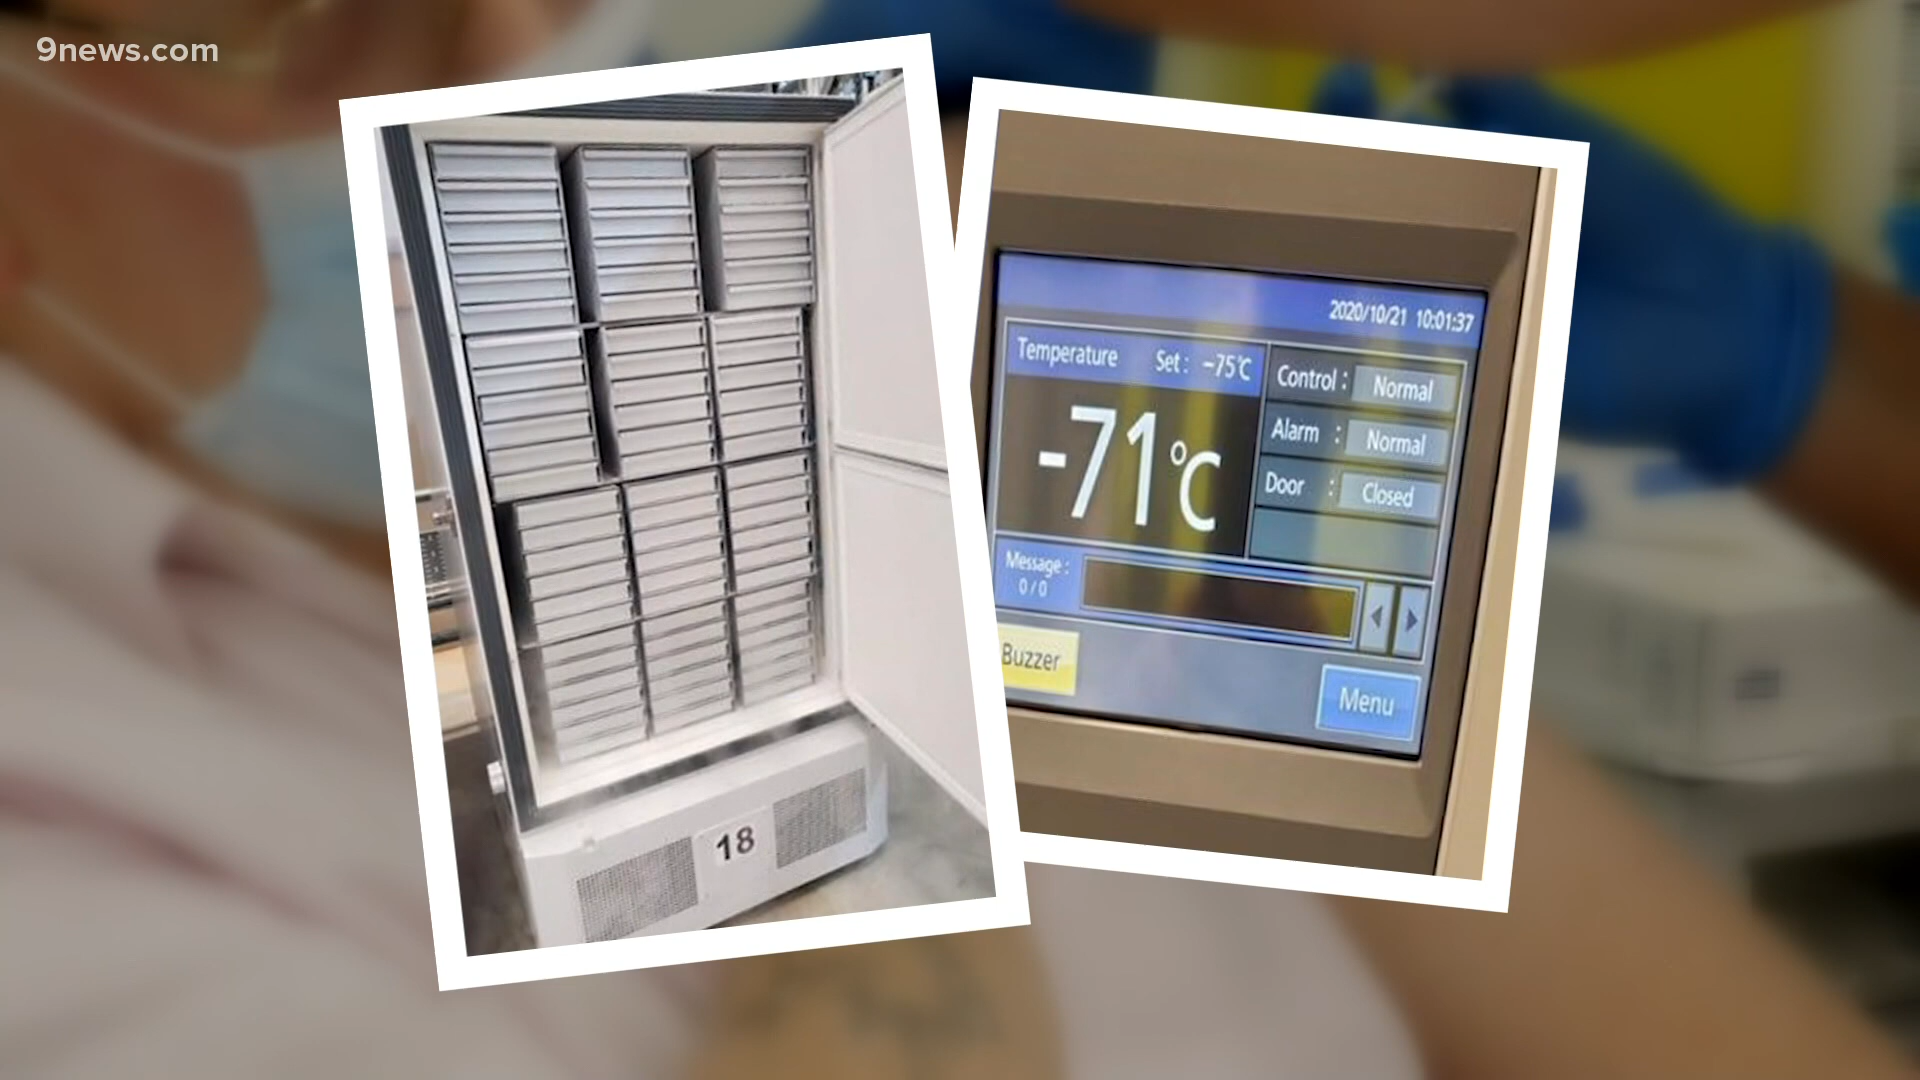 9news.com
18
2020/10/21 10:01:37
Temperature Set : -75℃
-71℃
Control : Normal
Alarm : Normal
Door : Closed
Message :
0 / 0
Buzzer
Menu